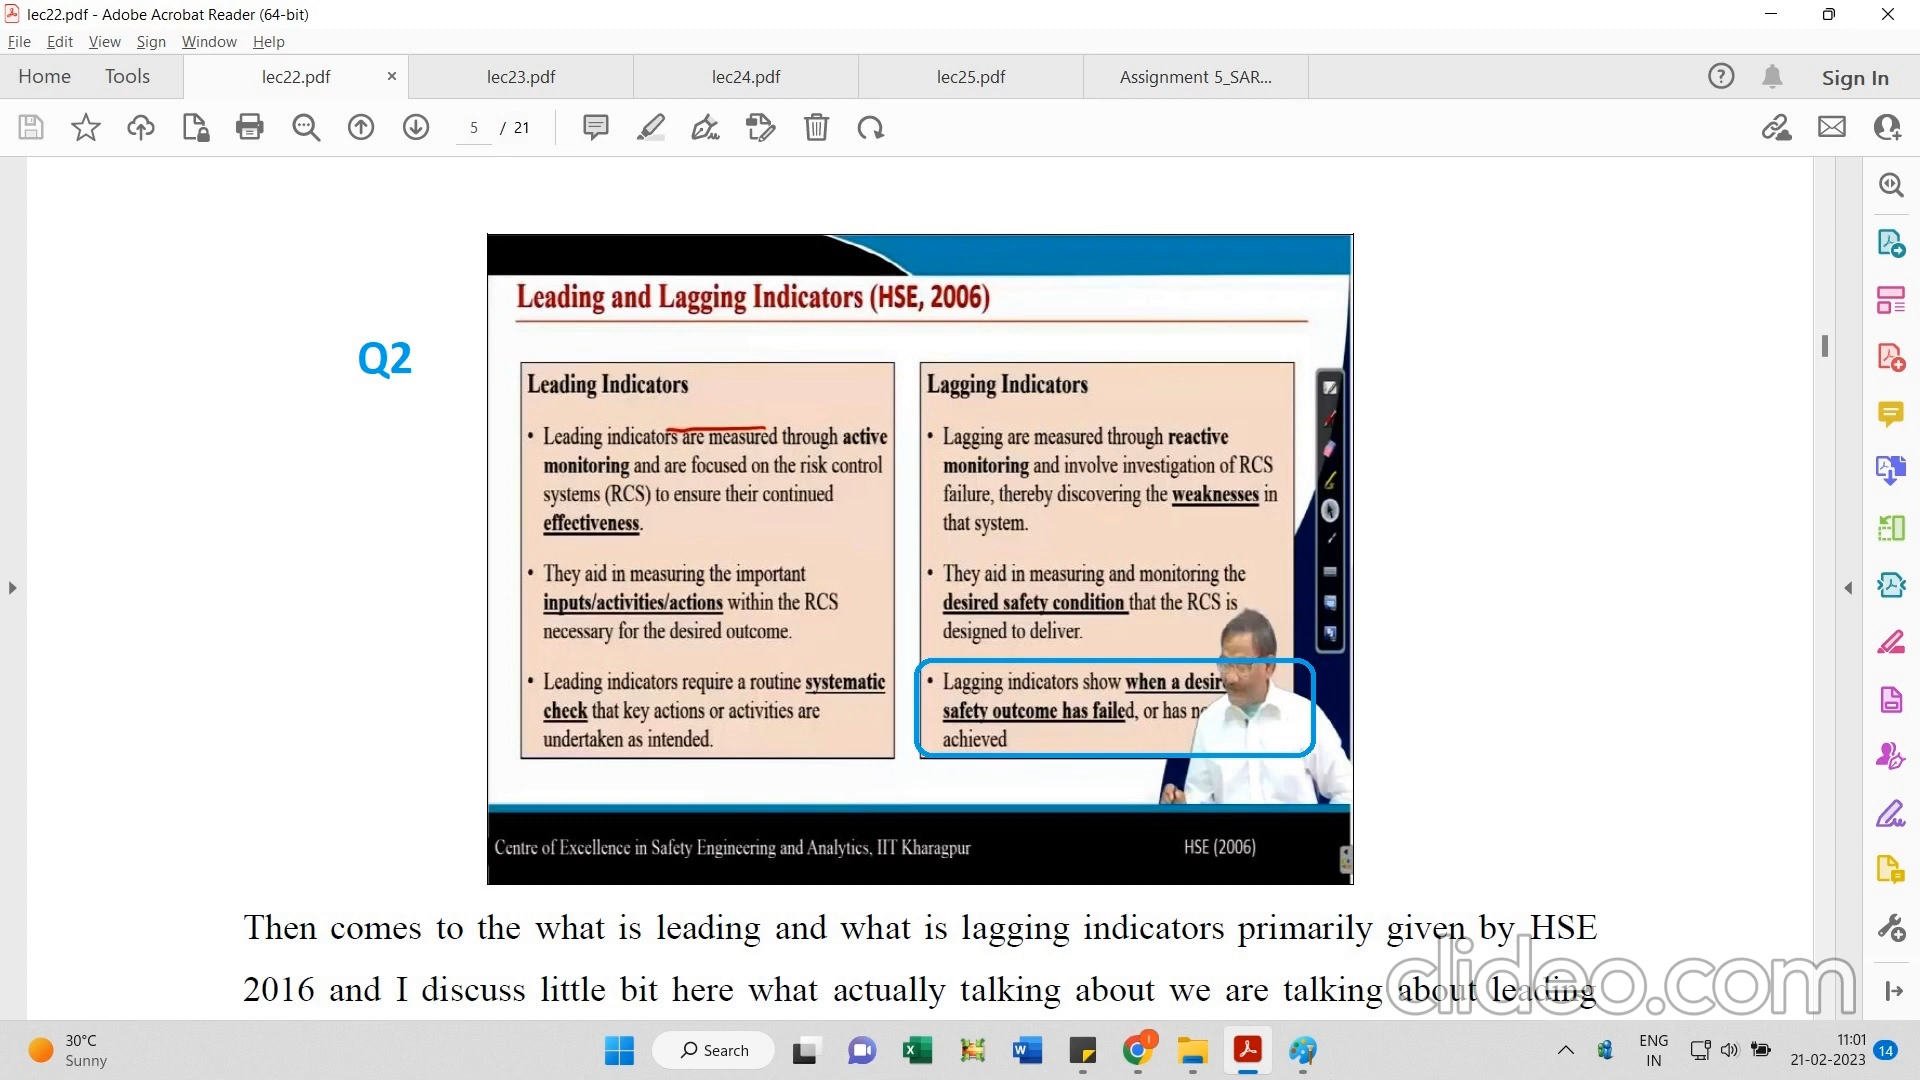 lec22.pdf - Adobe Acrobat Reader (64-bit)
File Edit View Sign Window Help
Home Tools lec22.pdf × lec23.pdf lec24.pdf lec25.pdf Assignment 5_SAR... ? Sign In
5 / 21
Q2
Leading and Lagging Indicators (HSE, 2006)
Leading Indicators
• Leading indicators are measured through active
monitoring and are focused on the risk control
systems (RCS) to ensure their continued
effectiveness.
• They aid in measuring the important
inputs/activities/actions within the RCS
necessary for the desired outcome.
• Leading indicators require a routine systematic
check that key actions or activities are
undertaken as intended.
Lagging Indicators
• Lagging are measured through reactive
monitoring and involve investigation of RCS
failure, thereby discovering the weaknesses in
that system.
• They aid in measuring and monitoring the
desired safety condition that the RCS is
designed to deliver.
• Lagging indicators show when a
safety outcome has failed, or has
achieved
Centre of Excellence in Safety Engineering and Analytics, IIT Kharagpur HSE (2006)
Then comes to the what is leading and what is lagging indicators primarily given by HSE
2016 and I discuss little bit here what actually talking about we are talking about leading
clideo.com
30°C
Sunny
Search
ENG
IN
11:01
21-02-2023
14